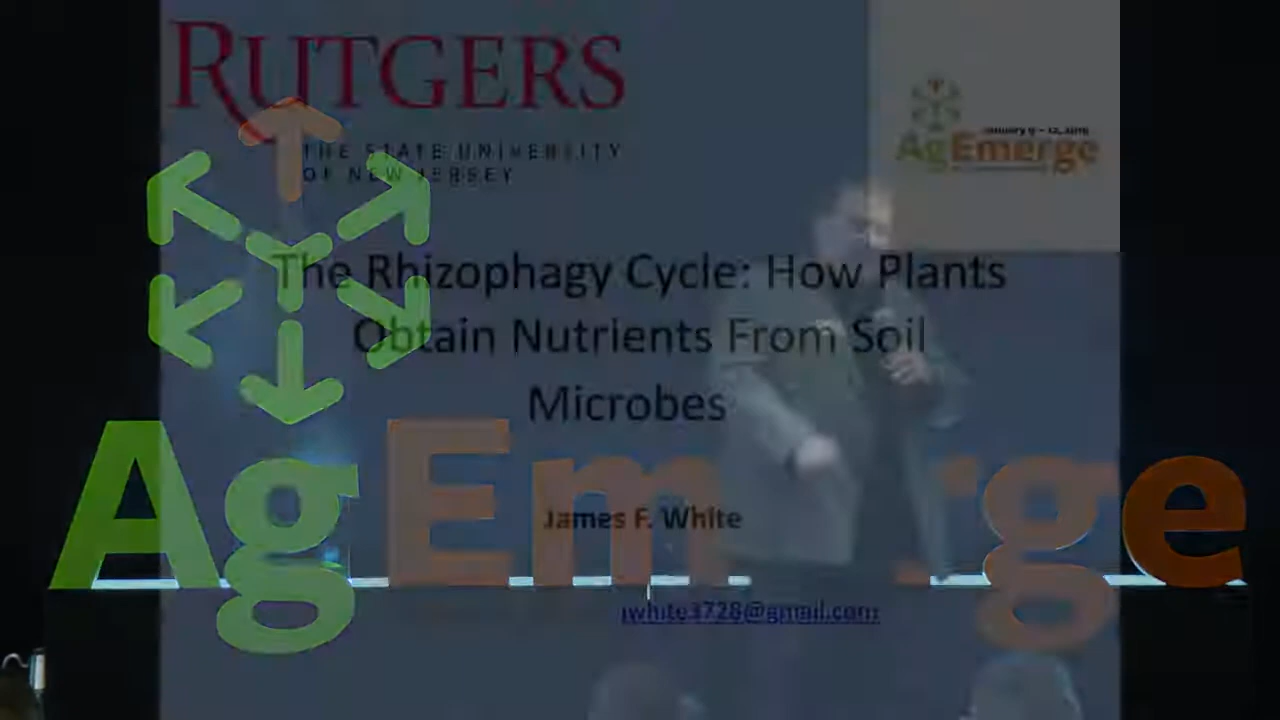 RUTGERS
THE STATE UNIVERSITY
OF NEW JERSEY
AgEmerge
The Rhizophagy Cycle: How Plants
Obtain Nutrients From Soil
Microbes
James F. White
jwhite3728@gmail.com
AgEmerge